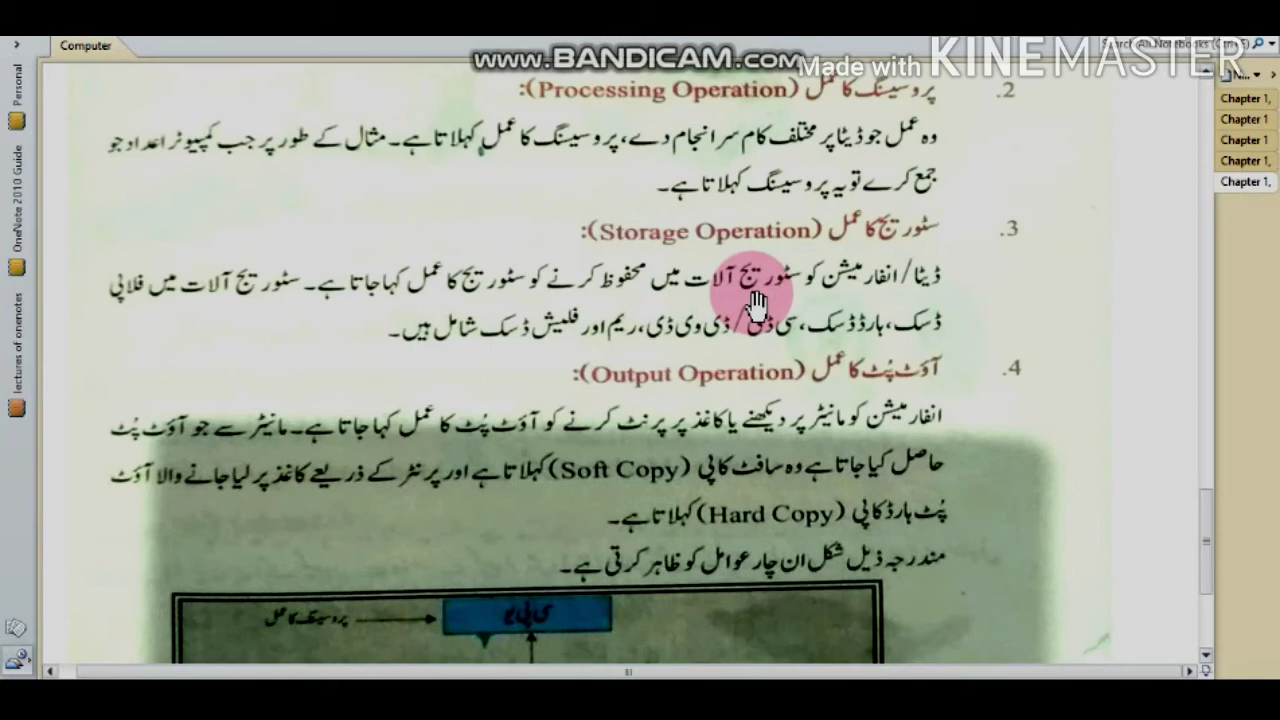 Computer
Search All Notebooks (Ctrl+E)
www.BANDICAM.com
Made with KINEMASTER
Personal
OneNote 2010 Guide
lectures of onenotes
N...
Chapter 1,
Chapter 1
Chapter 1
Chapter 1,
Chapter 1,
2. پروسیسنگ کا عمل (Processing Operation):
وہ عمل جو ڈیٹا پر مختلف کام سرانجام دے، پروسیسنگ کا عمل کہلاتا ہے۔ مثال کے طور پر جب کمپیوٹر اعداد جو
جمع کرے تو یہ پروسیسنگ کہلاتا ہے۔
3. سٹوریج کا عمل (Storage Operation):
ڈیٹا/انفارمیشن کو سٹوریج آلات میں محفوظ کرنے کو سٹوریج کا عمل کہا جاتا ہے۔ سٹوریج آلات میں فلاپی
ڈسک، ہارڈ ڈسک، سی ڈی/ڈی وی ڈی، ریم اور فلیش ڈسک شامل ہیں۔
4. آؤٹ پُٹ کا عمل (Output Operation):
انفارمیشن کو مانیٹر پر دیکھنے یا کاغذ پر پرنٹ کرنے کو آؤٹ پُٹ کا عمل کہا جاتا ہے۔ مانیٹر سے جو آؤٹ پُٹ
حاصل کیا جاتا ہے وہ سافٹ کاپی (Soft Copy) کہلاتا ہے اور پرنٹر کے ذریعے کاغذ پر لیا جانے والا آؤٹ
پُٹ ہارڈ کاپی (Hard Copy) کہلاتا ہے۔
مندرجہ ذیل شکل ان چار عوامل کو ظاہر کرتی ہے۔
سی پی یو
پروسیسنگ کا عمل